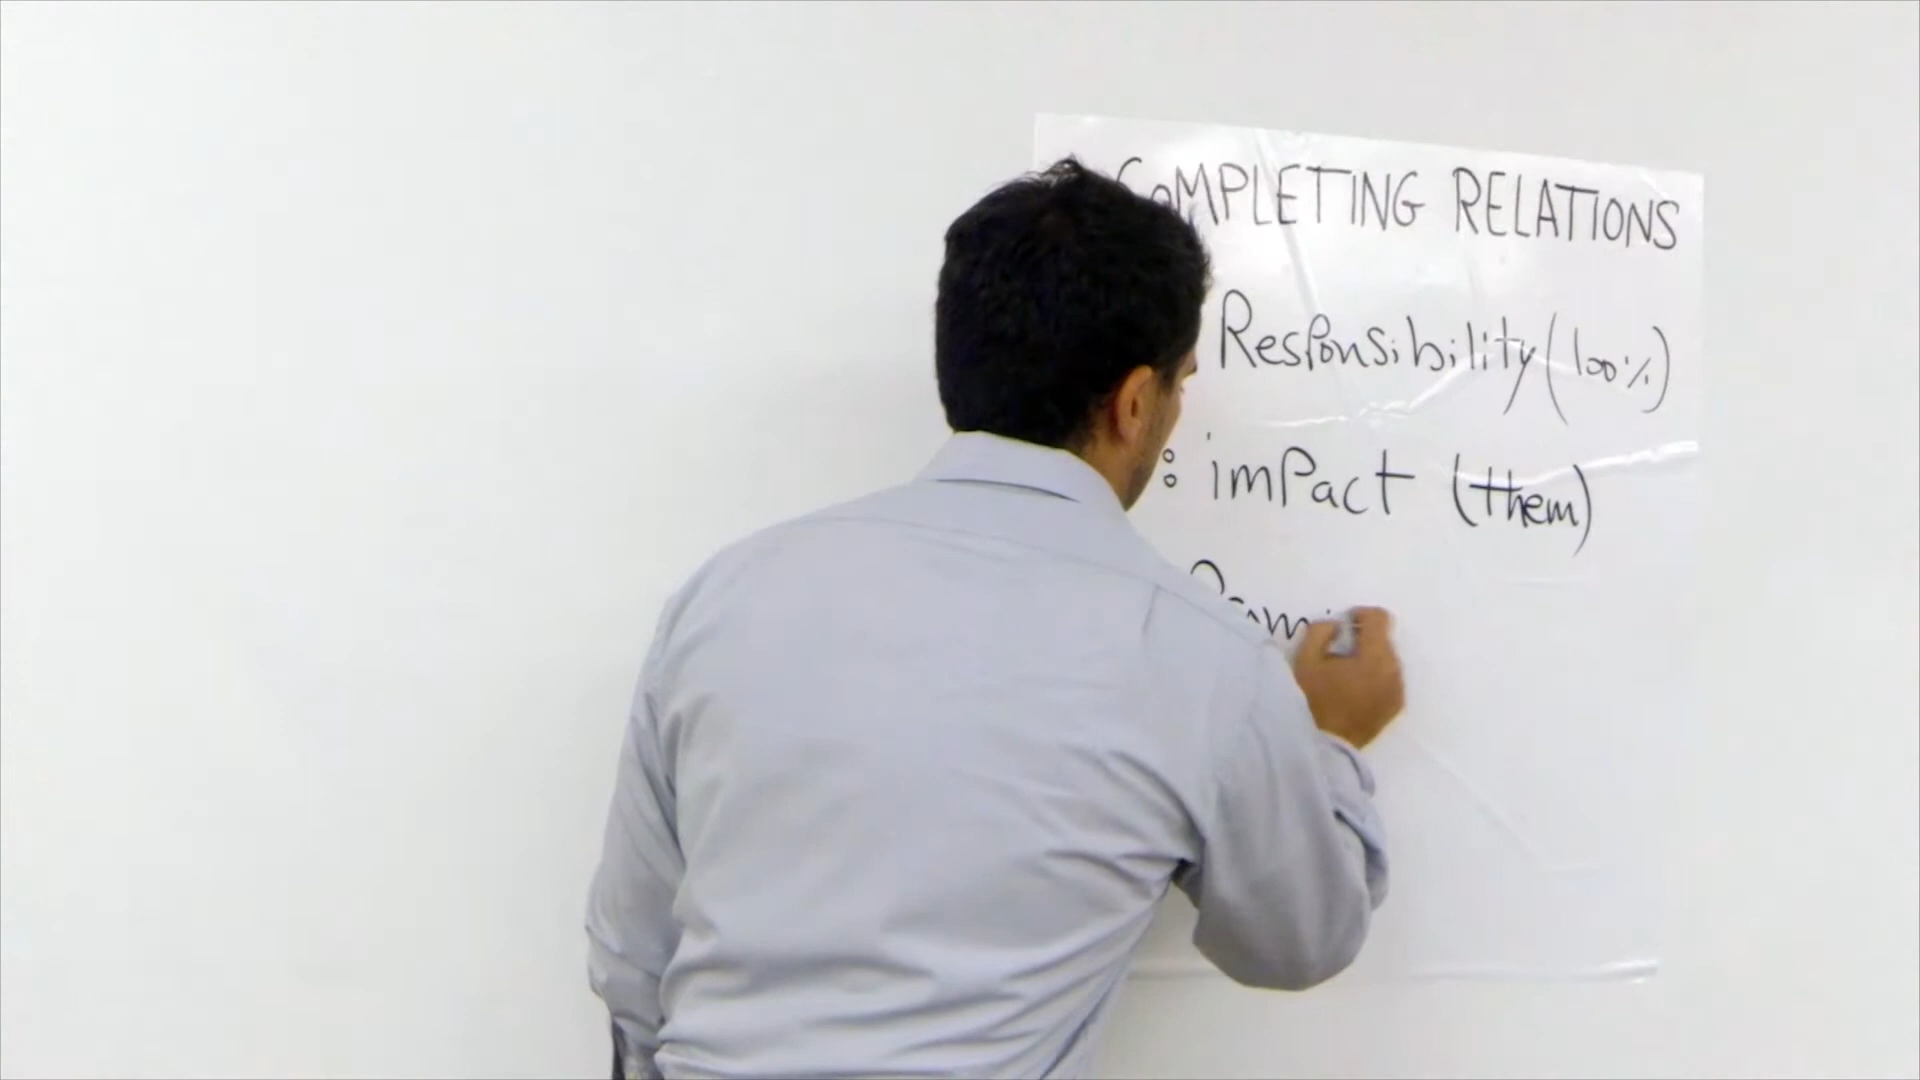 COMPLETING RELATIONS
Responsibility (100%)
: impact (them)